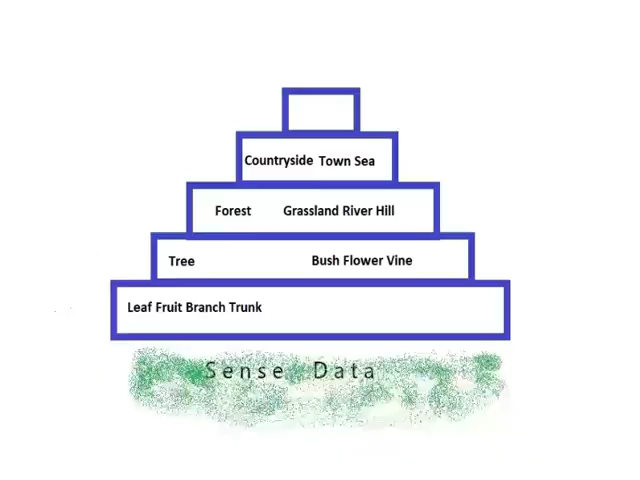 Countryside Town Sea
Forest Grassland River Hill
Tree Bush Flower Vine
Leaf Fruit Branch Trunk
Sense Data